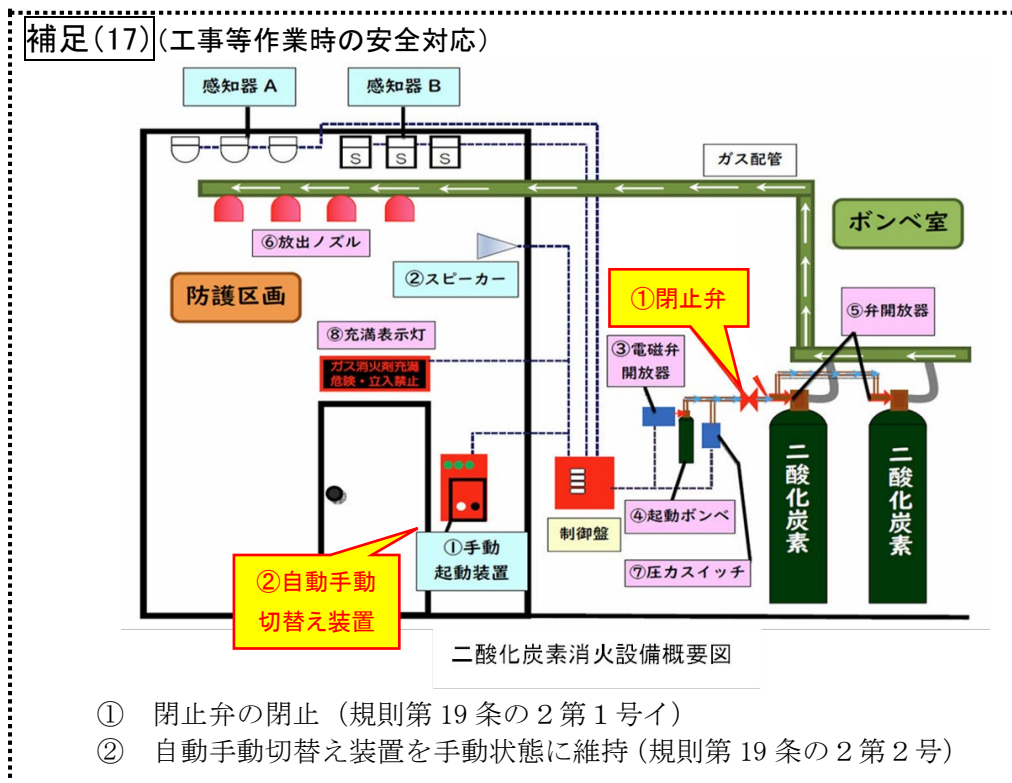 補足(17)(工事等作業時の安全対応)
感知器 A
感知器 B
S S S
ガス配管
ボンベ室
⑥放出ノズル
②スピーカー
防護区画
①閉止弁
⑤弁開放器
⑧充満表示灯
ガス消火剤充満
危険・立入禁止
③電磁弁
開放器
二酸化炭素
二酸化炭素
④起動ボンベ
制御盤
①手動
起動装置
⑦圧力スイッチ
②自動手動
切替え装置
二酸化炭素消火設備概要図
① 閉止弁の閉止（規則第 19 条の２第１号イ）
② 自動手動切替え装置を手動状態に維持（規則第 19 条の２第２号）